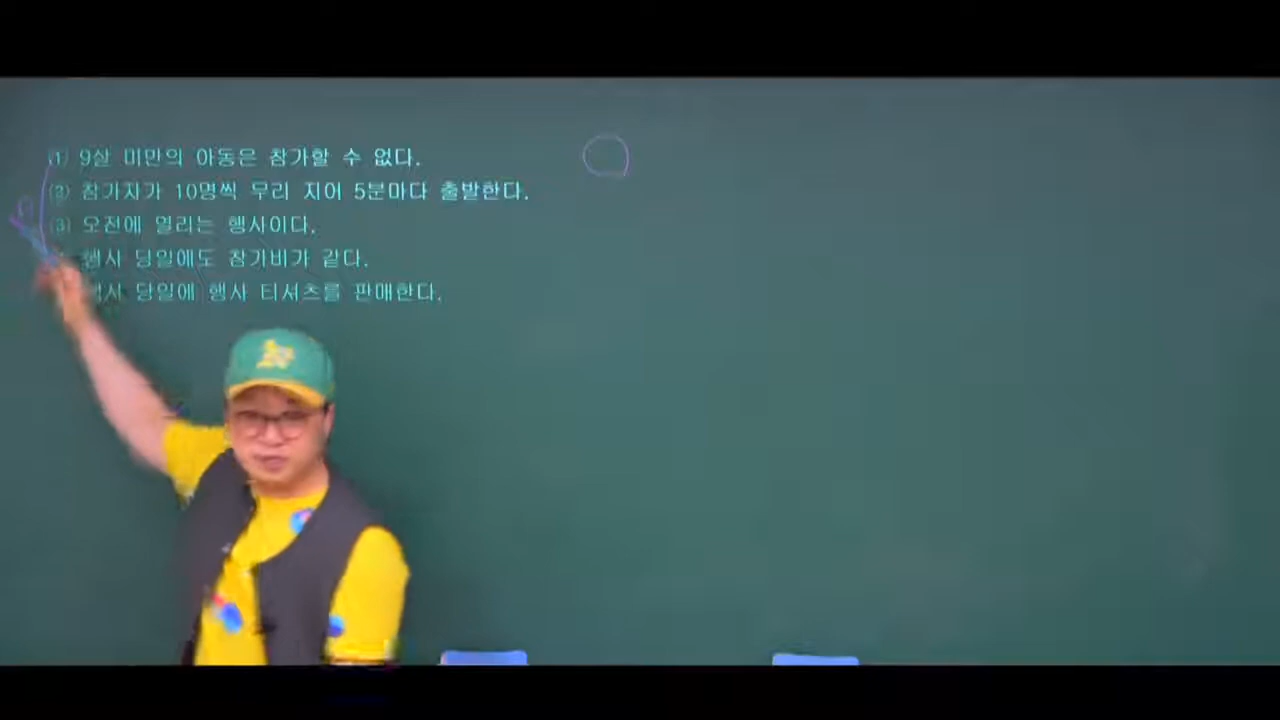 (1) 9살 미만의 아동은 참가할 수 없다.
(2) 참가자가 10명씩 무리 지어 5분마다 출발한다.
(3) 오전에 열리는 행사이다.
행사 당일에도 참가비가 같다.
행사 당일에 행사 티셔츠를 판매한다.